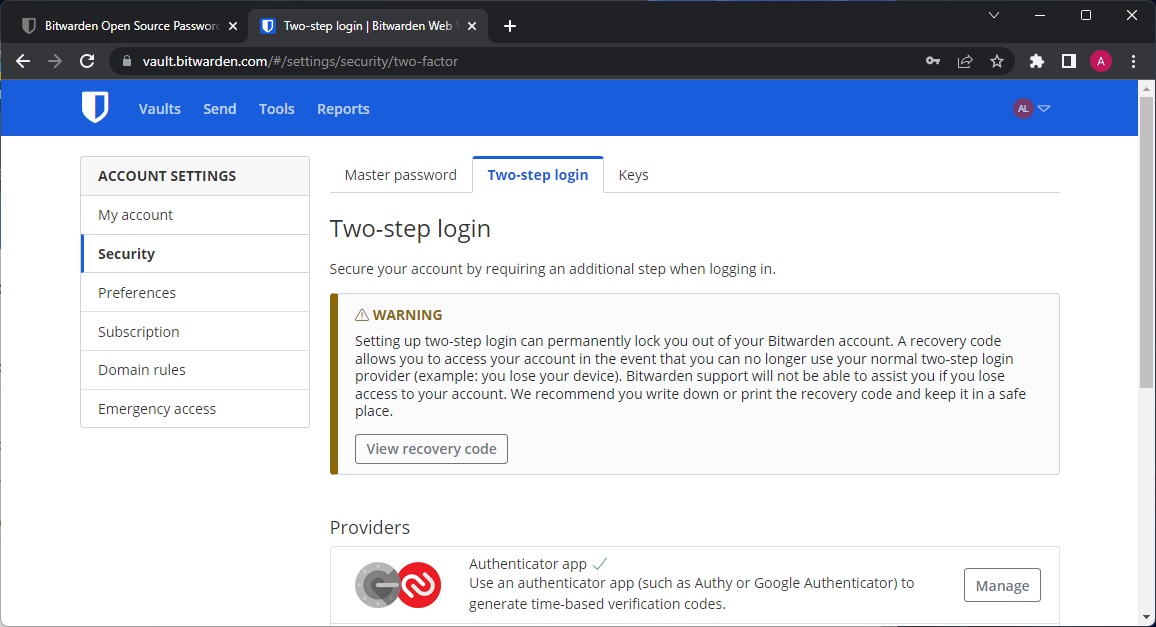 Bitwarden Open Source Passwor
Two-step login | Bitwarden Web
vault.bitwarden.com/#/settings/security/two-factor
A
Vaults
Send
Tools
Reports
AL
ACCOUNT SETTINGS
My account
Security
Preferences
Subscription
Domain rules
Emergency access
Master password
Two-step login
Keys
Two-step login
Secure your account by requiring an additional step when logging in.
WARNING
Setting up two-step login can permanently lock you out of your Bitwarden account. A recovery code
allows you to access your account in the event that you can no longer use your normal two-step login
provider (example: you lose your device). Bitwarden support will not be able to assist you if you lose
access to your account. We recommend you write down or print the recovery code and keep it in a safe
place.
View recovery code
Providers
Authenticator app
Use an authenticator app (such as Authy or Google Authenticator) to
generate time-based verification codes.
Manage